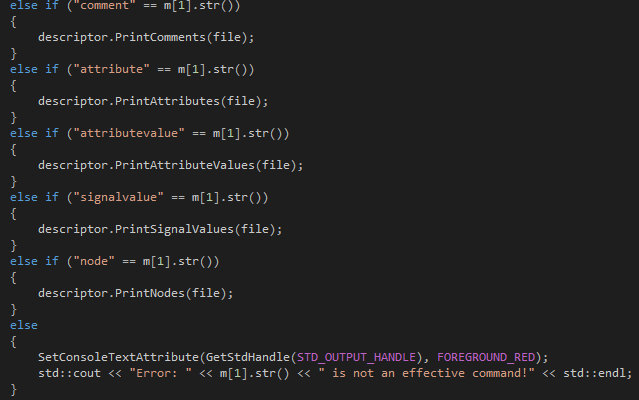 else if ("comment" == m[1].str())
{
    descriptor.PrintComments(file);
}
else if ("attribute" == m[1].str())
{
    descriptor.PrintAttributes(file);
}
else if ("attributevalue" == m[1].str())
{
    descriptor.PrintAttributeValues(file);
}
else if ("signalvalue" == m[1].str())
{
    descriptor.PrintSignalValues(file);
}
else if ("node" == m[1].str())
{
    descriptor.PrintNodes(file);
}
else
{
    SetConsoleTextAttribute(GetStdHandle(STD_OUTPUT_HANDLE), FOREGROUND_RED);
    std::cout << "Error: " << m[1].str() << " is not an effective command!" << std::endl;
}